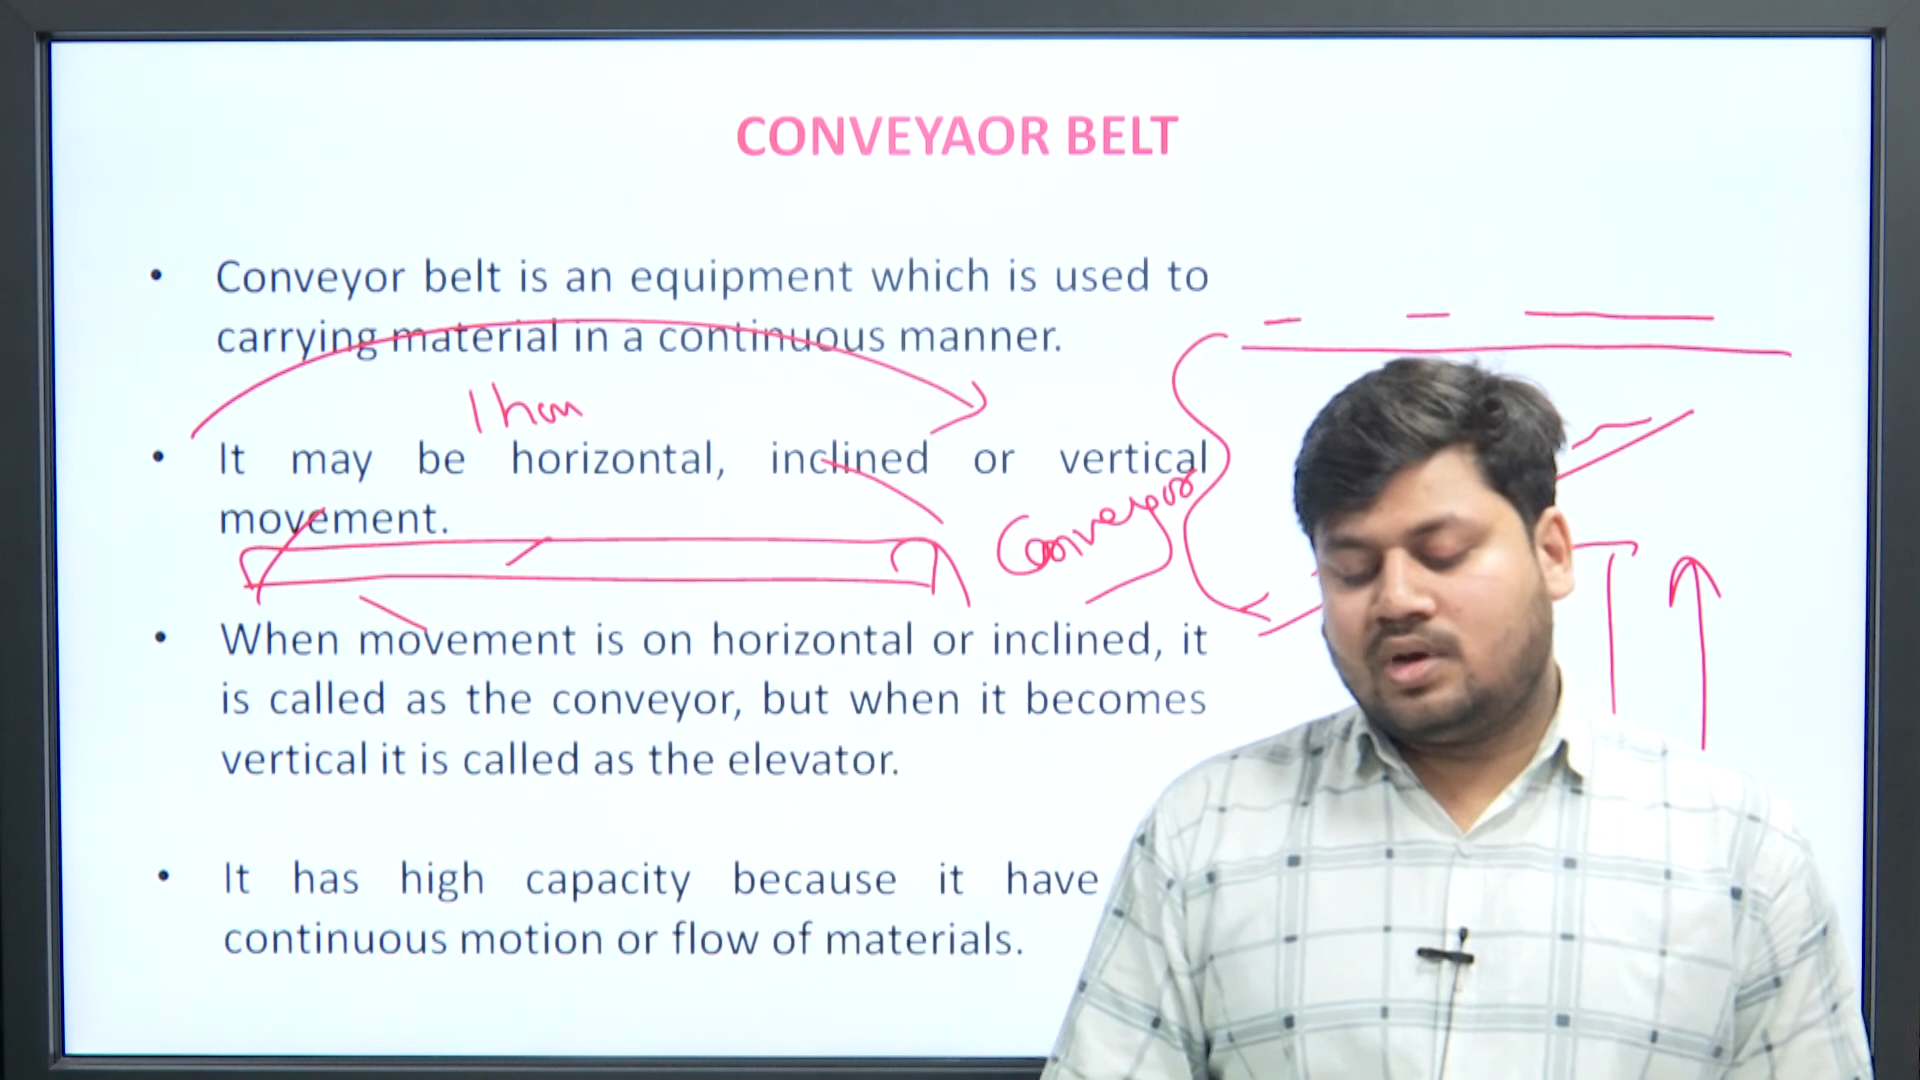 CONVEYAOR BELT
• Conveyor belt is an equipment which is used to
carrying material in a continuous manner.
1 hour
• It may be horizontal, inclined or vertical
movement.
Conveyor
• When movement is on horizontal or inclined, it
is called as the conveyor, but when it becomes
vertical it is called as the elevator.
• It has high capacity because it have
continuous motion or flow of materials.